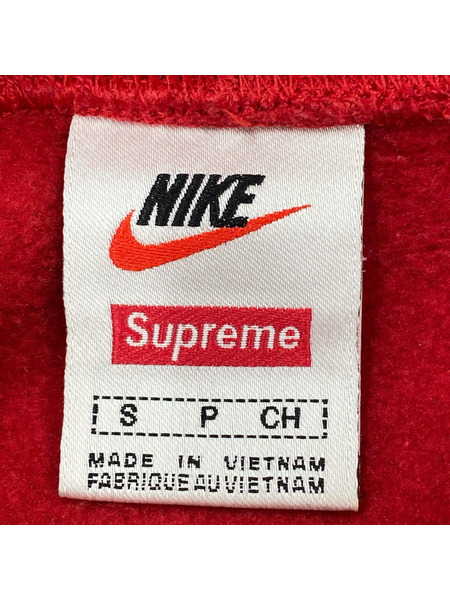 NIKE
Supreme
S P CH
MADE IN VIETNAM
FABRIQUE AU VIETNAM